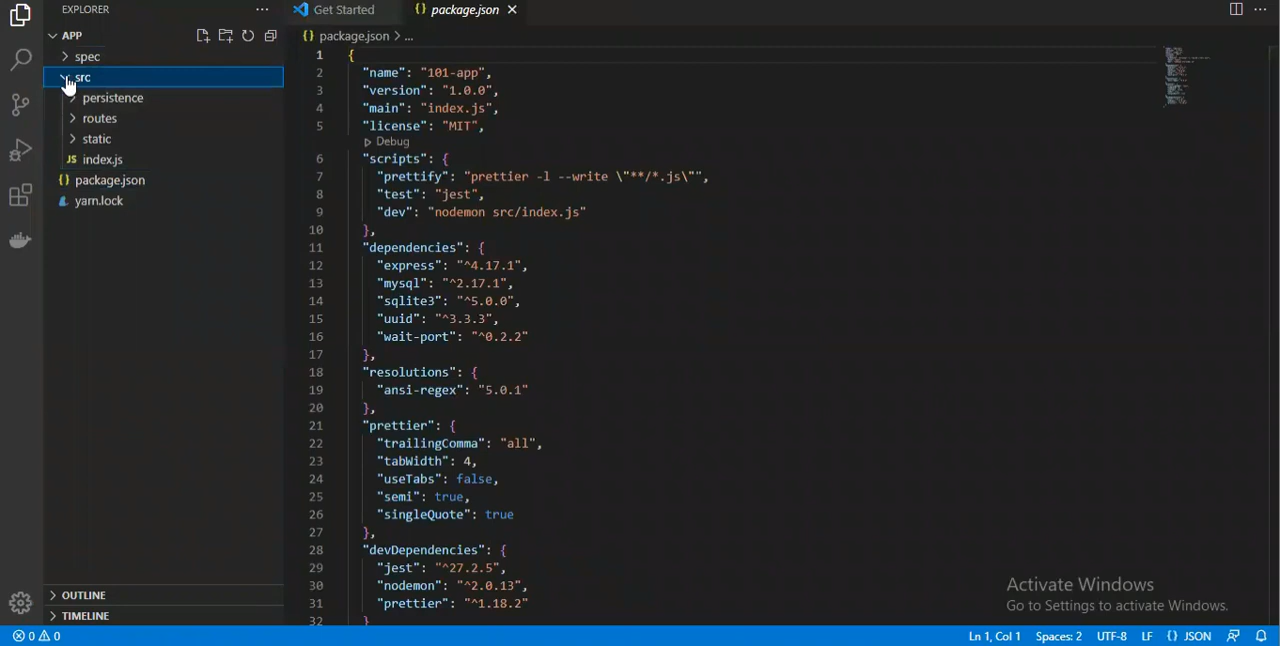 EXPLORER
APP
spec
src
persistence
routes
static
JS index.js
{} package.json
yarn.lock
OUTLINE
TIMELINE
Get Started
{} package.json
{} package.json > ...
1 {
2 "name": "101-app",
3 "version": "1.0.0",
4 "main": "index.js",
5 "license": "MIT",
Debug
6 "scripts": {
7 "prettify": "prettier -l --write \"**/*.js\"",
8 "test": "jest",
9 "dev": "nodemon src/index.js"
10 },
11 "dependencies": {
12 "express": "^4.17.1",
13 "mysql": "^2.17.1",
14 "sqlite3": "^5.0.0",
15 "uuid": "^3.3.3",
16 "wait-port": "^0.2.2"
17 },
18 "resolutions": {
19 "ansi-regex": "5.0.1"
20 },
21 "prettier": {
22 "trailingComma": "all",
23 "tabWidth": 4,
24 "useTabs": false,
25 "semi": true,
26 "singleQuote": true
27 },
28 "devDependencies": {
29 "jest": "^27.2.5",
30 "nodemon": "^2.0.13",
31 "prettier": "^1.18.2"
32 }
Activate Windows
Go to Settings to activate Windows.
0 0
Ln 1, Col 1 Spaces: 2 UTF-8 LF {} JSON